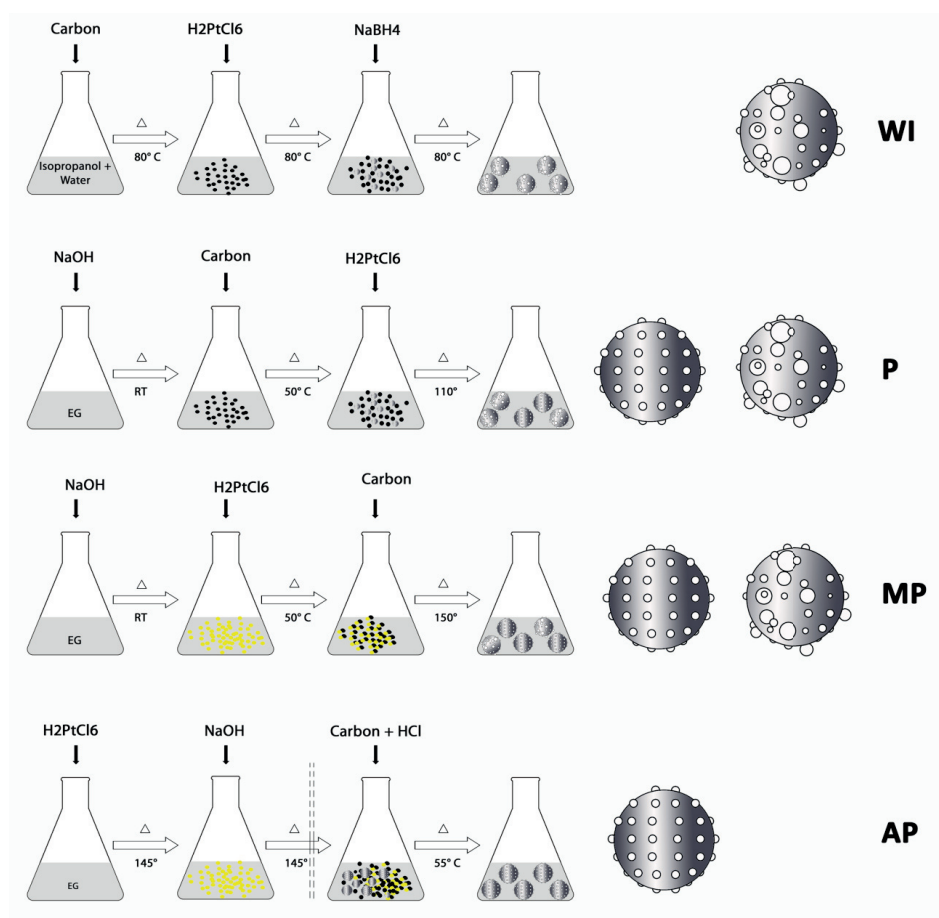 Carbon H2PtCl6 NaBH4
Isopropanol +
Water
△ △ △
80° C 80° C 80° C
WI
NaOH Carbon H2PtCl6
EG
△ △ △
RT 50° C 110°
P
NaOH H2PtCl6 Carbon
EG
△ △ △
RT 50° C 150°
MP
H2PtCl6 NaOH Carbon + HCl
EG
△ △ △
145° 145° 55° C
AP